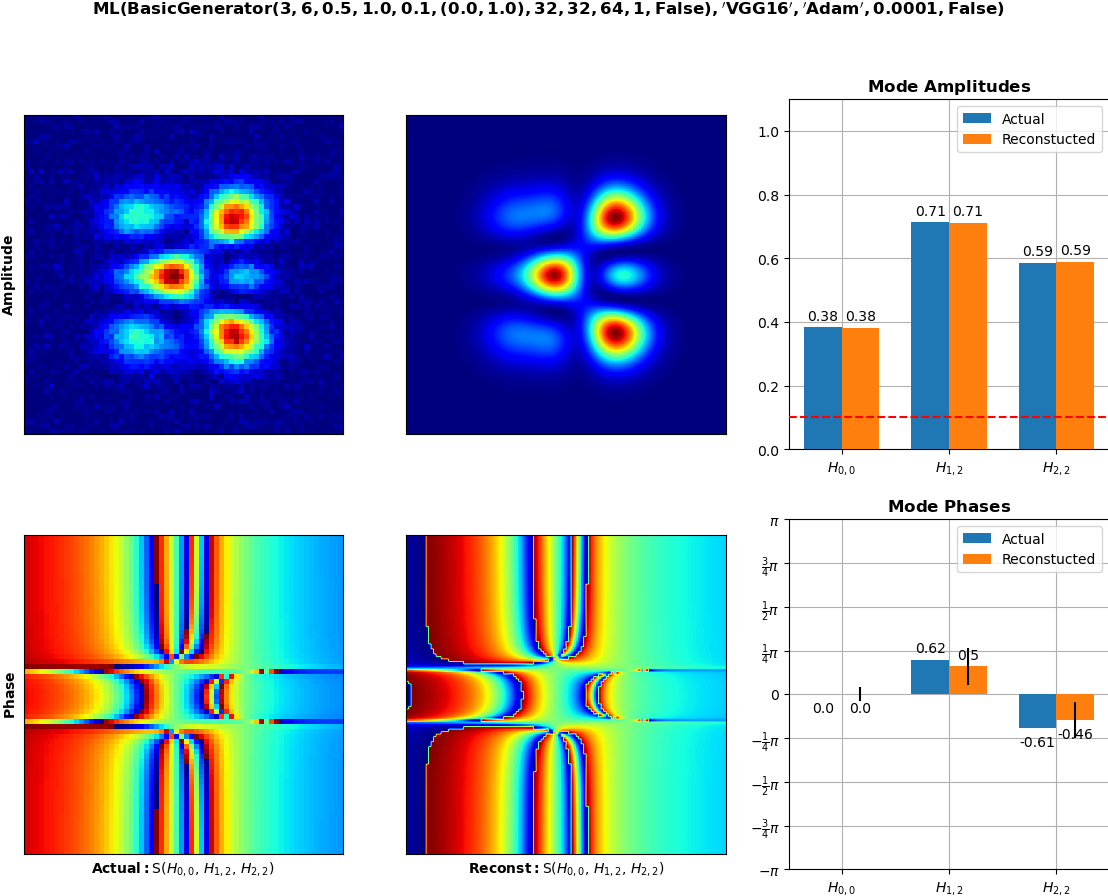 ML(BasicGenerator(3, 6, 0.5, 1.0, 0.1, (0.0, 1.0), 32, 32, 64, 1, False), 'VGG16', 'Adam', 0.0001, False)
Amplitude
Mode Amplitudes
Actual
Reconstucted
1.0
0.8
0.6
0.4
0.2
0.0
0.38 0.38
0.71 0.71
0.59 0.59
H0,0
H1,2
H2,2
Phase
Actual: S(H0,0, H1,2, H2,2)
Reconst: S(H0,0, H1,2, H2,2)
Mode Phases
Actual
Reconstucted
π
3/4π
1/2π
1/4π
0
−1/4π
−1/2π
−3/4π
−π
0.0 0.0
0.62 0.5
-0.61 -0.46
H0,0
H1,2
H2,2